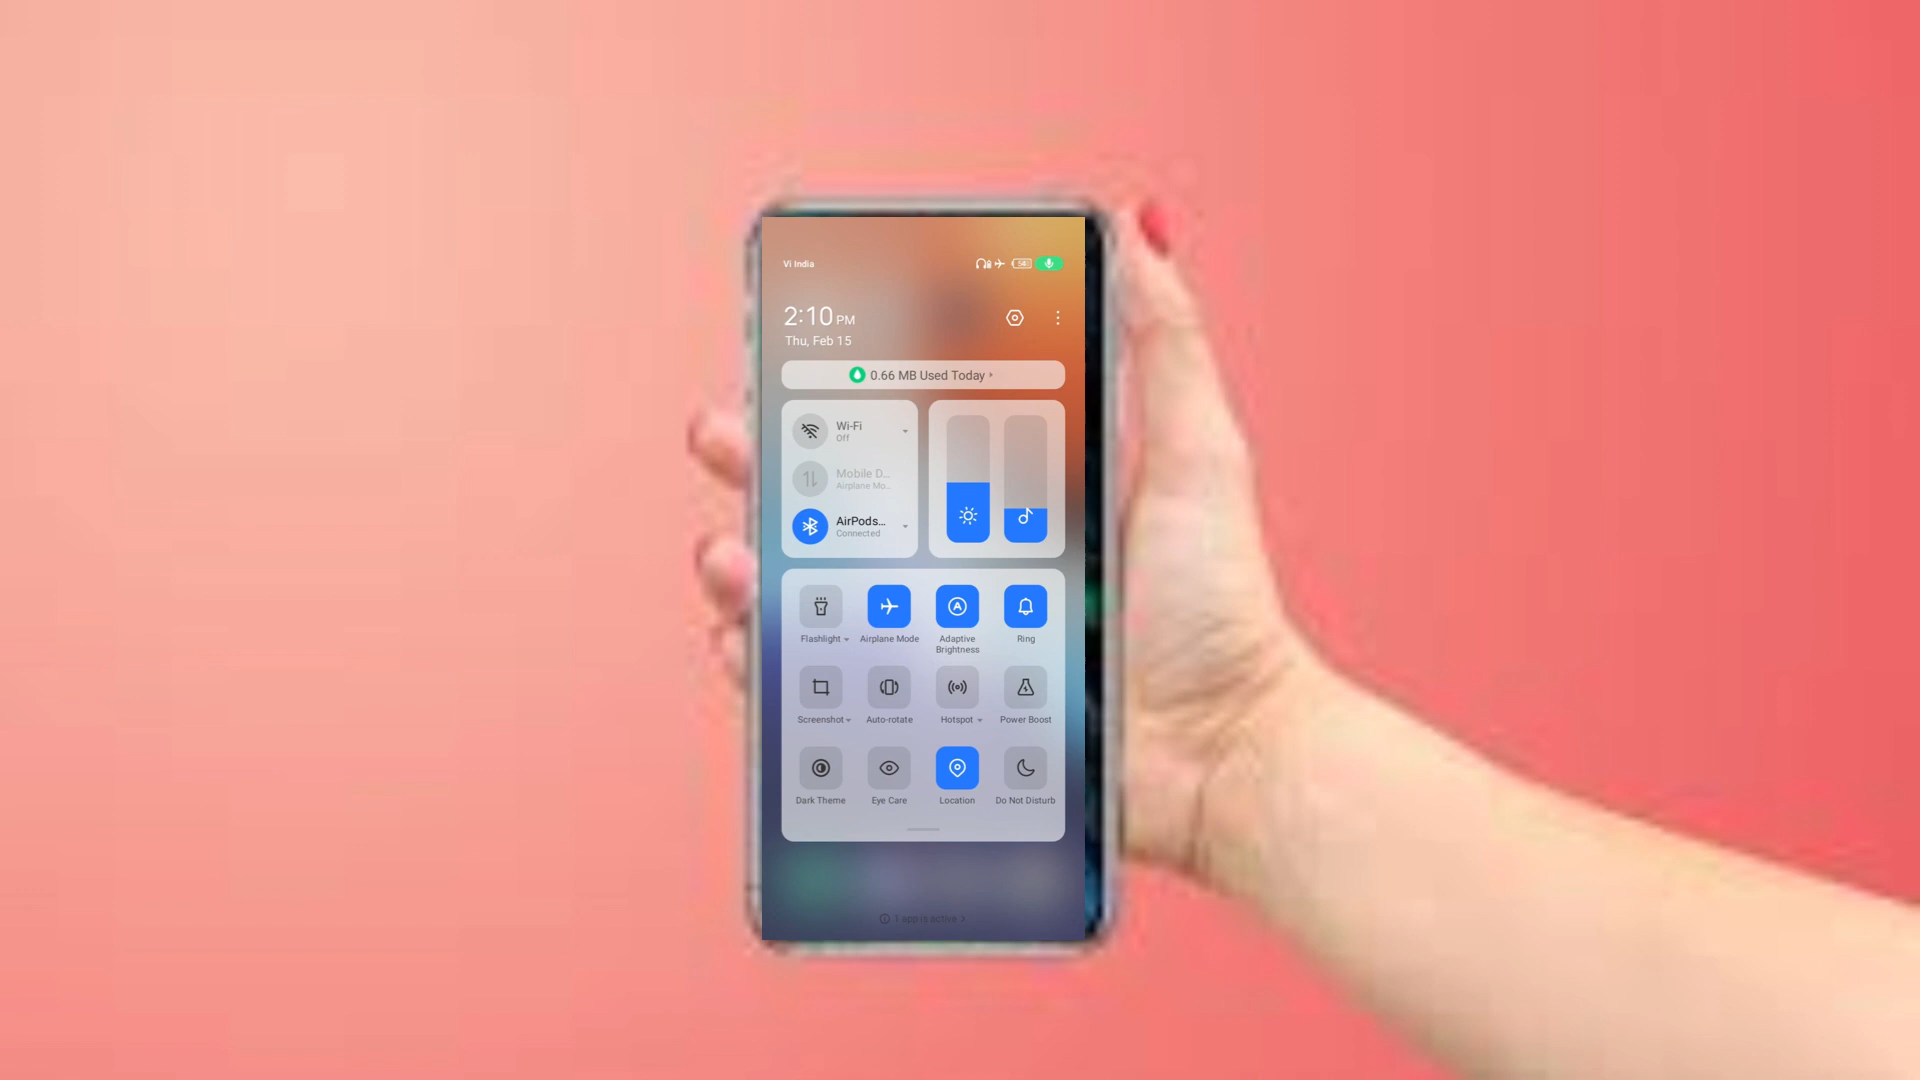 Vi India
54
2:10 PM
Thu, Feb 15
0.66 MB Used Today
Wi-Fi
Off
Mobile D...
Airplane Mo...
AirPods...
Connected
Flashlight
Airplane Mode
Adaptive
Brightness
Ring
Screenshot
Auto-rotate
Hotspot
Power Boost
Dark Theme
Eye Care
Location
Do Not Disturb
1 app is active